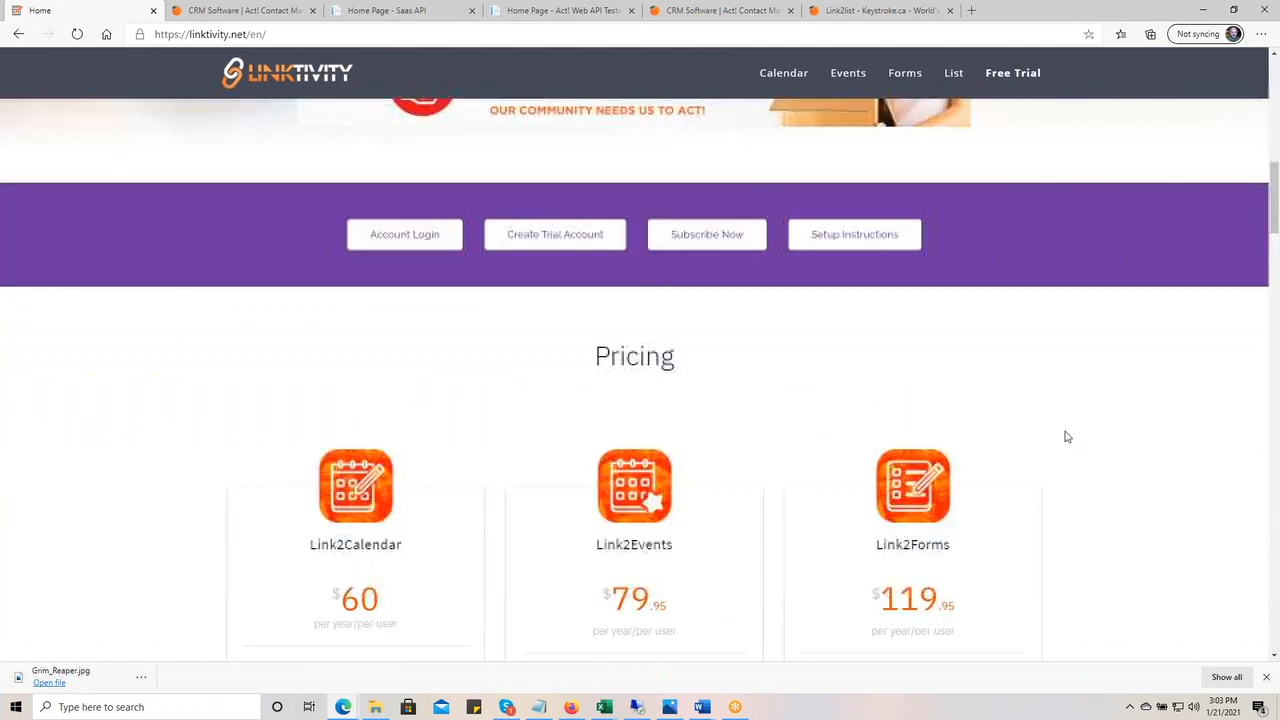 Home
CRM Software | Act! Contact Ma
Home Page - Saas API
Home Page - Act! Web API Teste
CRM Software | Act! Contact Ma
Link2list - Keystroke.ca - World's
https://linktivity.net/en/
Not syncing
LINKTIVITY
Calendar
Events
Forms
List
Free Trial
OUR COMMUNITY NEEDS US TO ACT!
Account Login
Create Trial Account
Subscribe Now
Setup Instructions
Pricing
Link2Calendar
Link2Events
Link2Forms
$60
$79.95
$119.95
per year/per user
per year/per user
per year/per user
Grim_Reaper.jpg
Open file
Show all
Type here to search
3:03 PM
1/21/2021
4